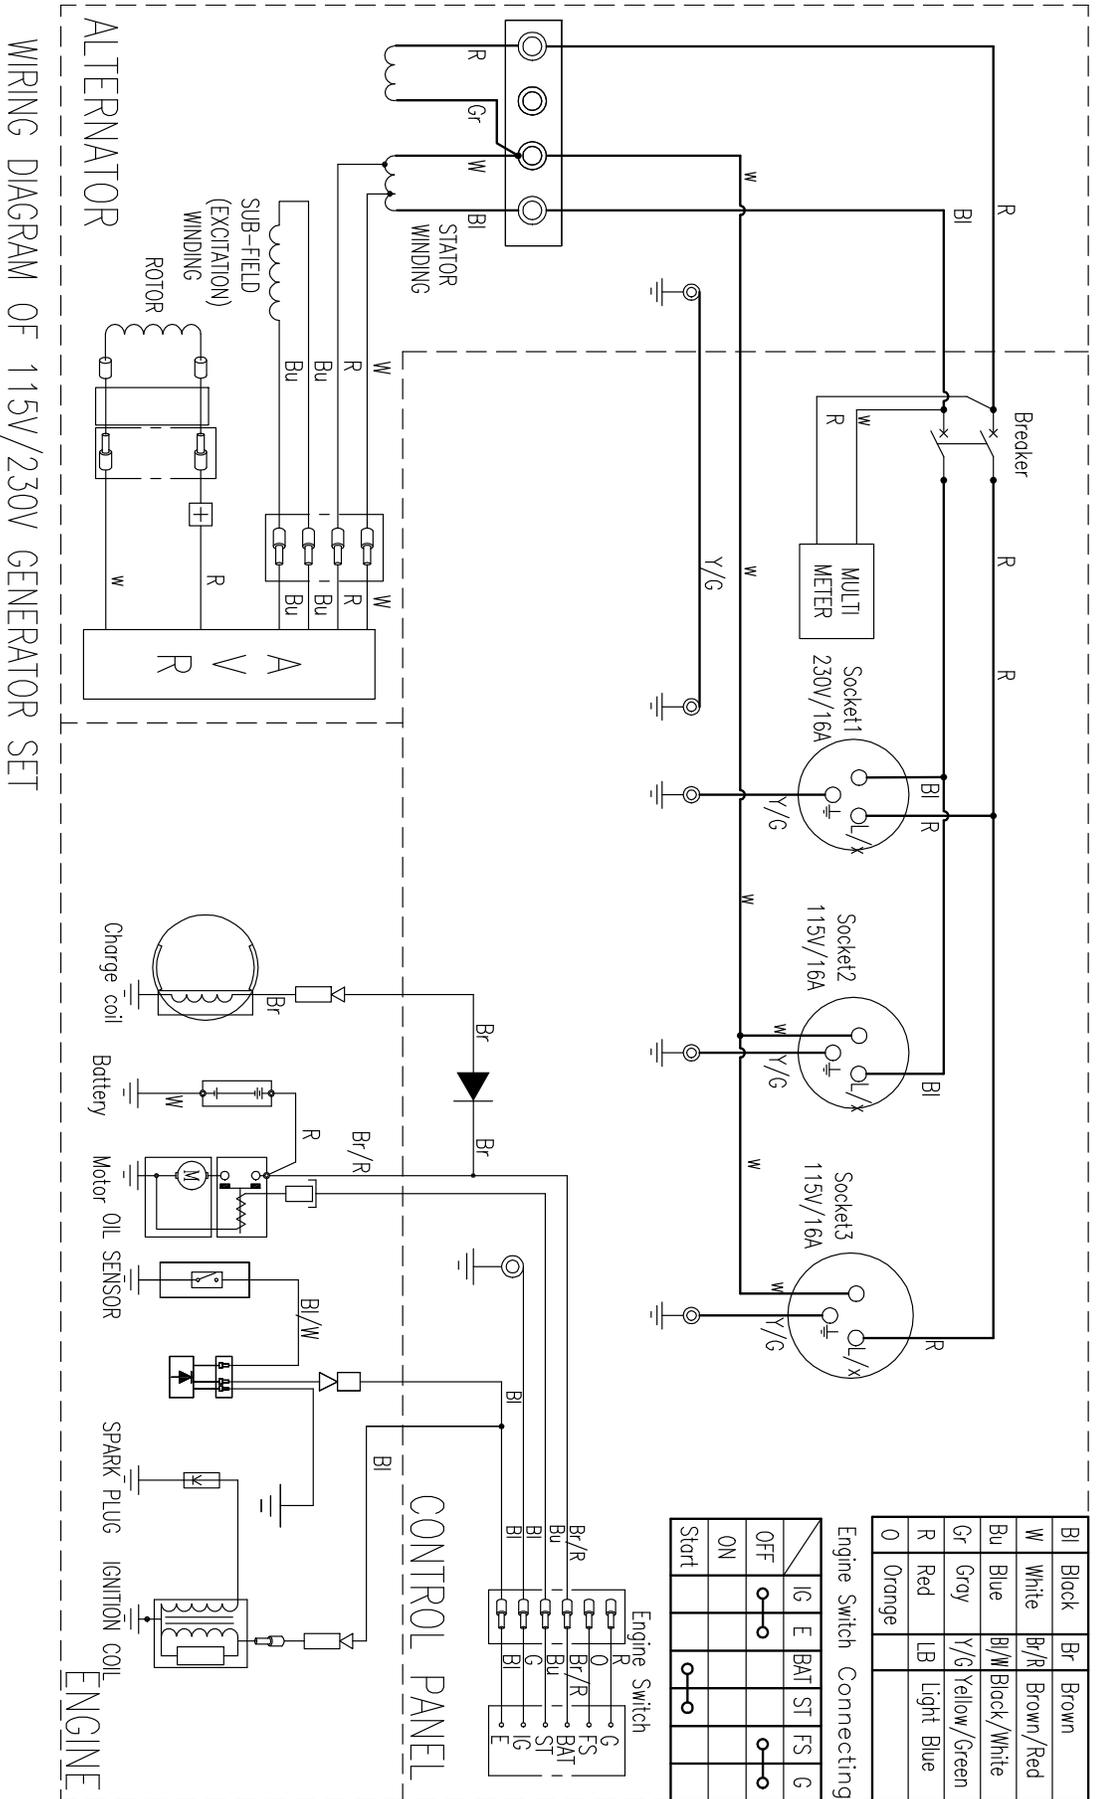 WIRING DIAGRAM OF 115V/230V GENERATOR SET
ALTERNATOR
R
Gr
W
Bl
STATOR
WINDING
SUB-FIELD
(EXCITATION)
WINDING
ROTOR
W
R
Bu
Bu
W
R
Bu
Bu
R
W
A V R
W
Bl
R
Breaker
W
R
MULTI
METER
Y/G
W
R
R
Socket1
230V/16A
Bl
R
L/x
Y/G
W
Socket2
115V/16A
W
Y/G
L/x
Bl
W
Socket3
115V/16A
W
Y/G
L/x
R
Charge coil
Br
Br
Br
Battery
W
R
Br/R
Motor
M
OIL SENSOR
Bl/W
SPARK PLUG
IGNITION COIL
Bl
Bl
ENGINE
CONTROL PANEL
Br/R
Bu
Bl
Bl
Engine Switch
R
O
Br/R
Bu
G
Bl
G
FS
BAT
ST
IG
E
Bl Black Br Brown
W White Br/R Brown/Red
Bu Blue Bl/W Black/White
Gr Gray Y/G Yellow/Green
R Red LB Light Blue
O Orange
Engine Switch Connecting
IG E BAT ST FS G
OFF
ON
Start